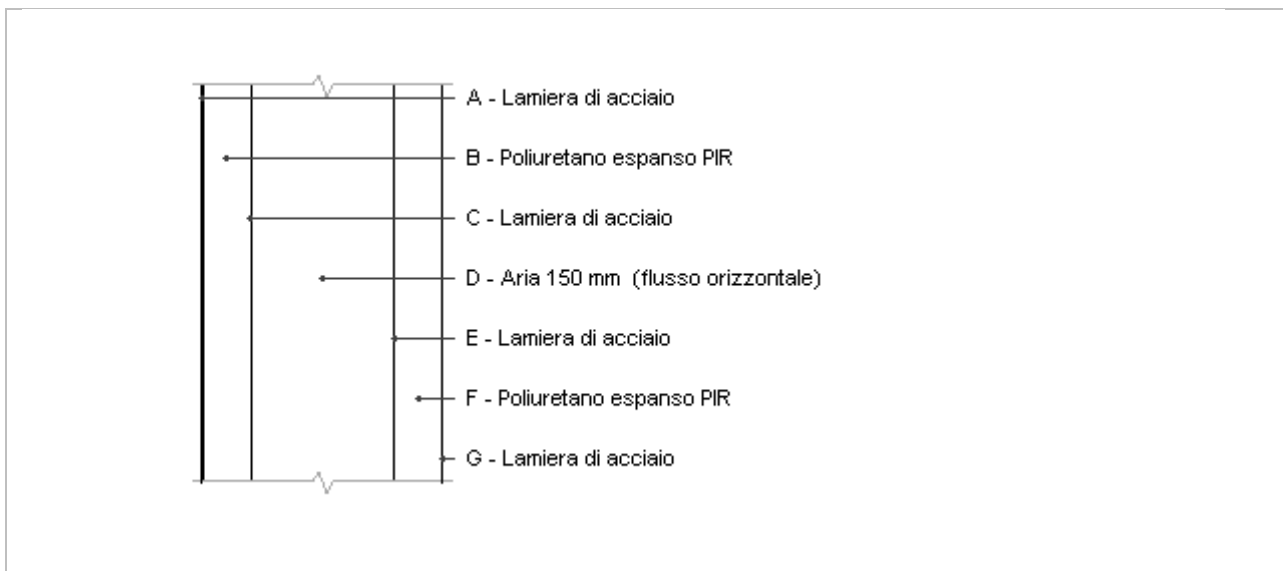 A - Lamiera di acciaio
B - Poliuretano espanso PIR
C - Lamiera di acciaio
D - Aria 150 mm (flusso orizzontale)
E - Lamiera di acciaio
F - Poliuretano espanso PIR
G - Lamiera di acciaio